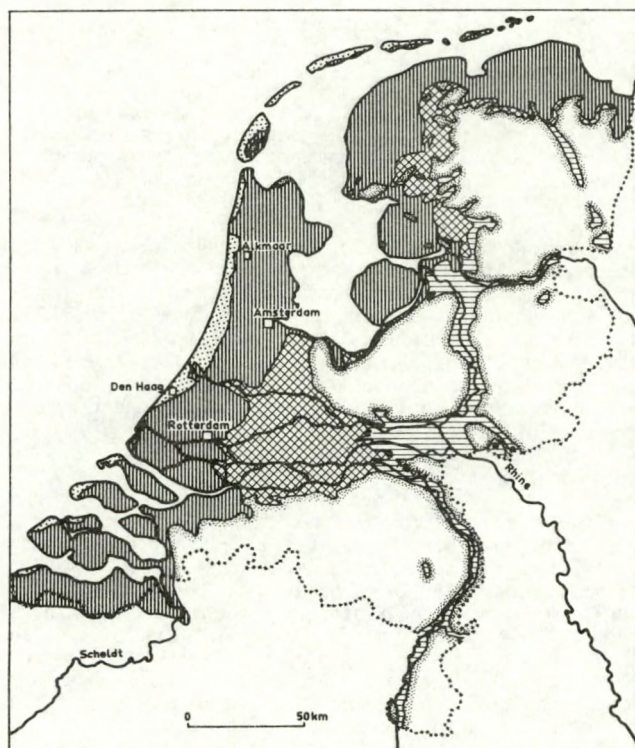 Alkmaar
Amsterdam
Den Haag
Rotterdam
Rhine
Scheldt
0 50km